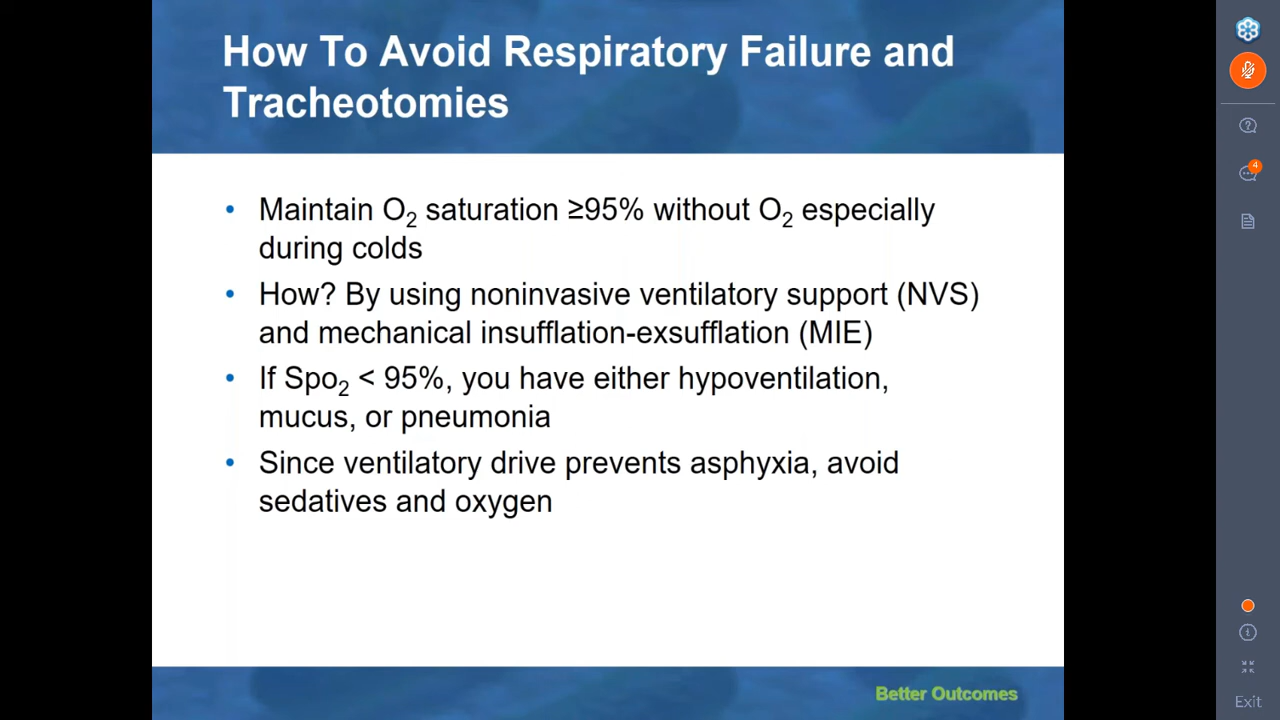 How To Avoid Respiratory Failure and
Tracheotomies
• Maintain O₂ saturation ≥95% without O₂ especially
during colds
• How? By using noninvasive ventilatory support (NVS)
and mechanical insufflation-exsufflation (MIE)
• If Spo₂ < 95%, you have either hypoventilation,
mucus, or pneumonia
• Since ventilatory drive prevents asphyxia, avoid
sedatives and oxygen
Better Outcomes
4
Exit